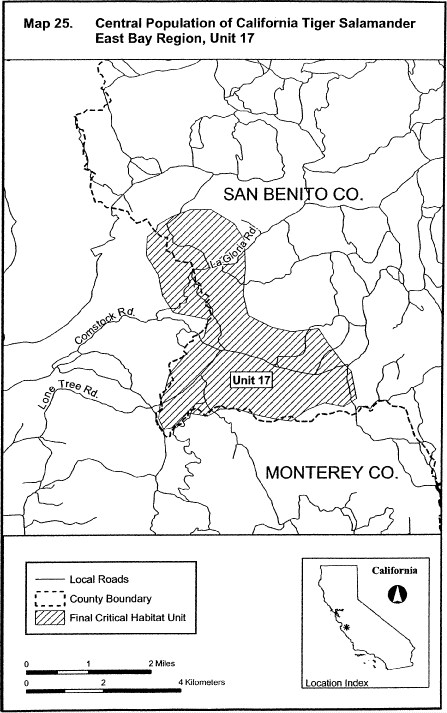 Map 25. Central Population of California Tiger Salamander
East Bay Region, Unit 17
SAN BENITO CO.
La Gloria Rd.
Comstock Rd.
Lone Tree Rd.
Unit 17
MONTEREY CO.
Local Roads
County Boundary
Final Critical Habitat Unit
0 1 2 Miles
0 2 4 Kilometers
California
N
Location Index